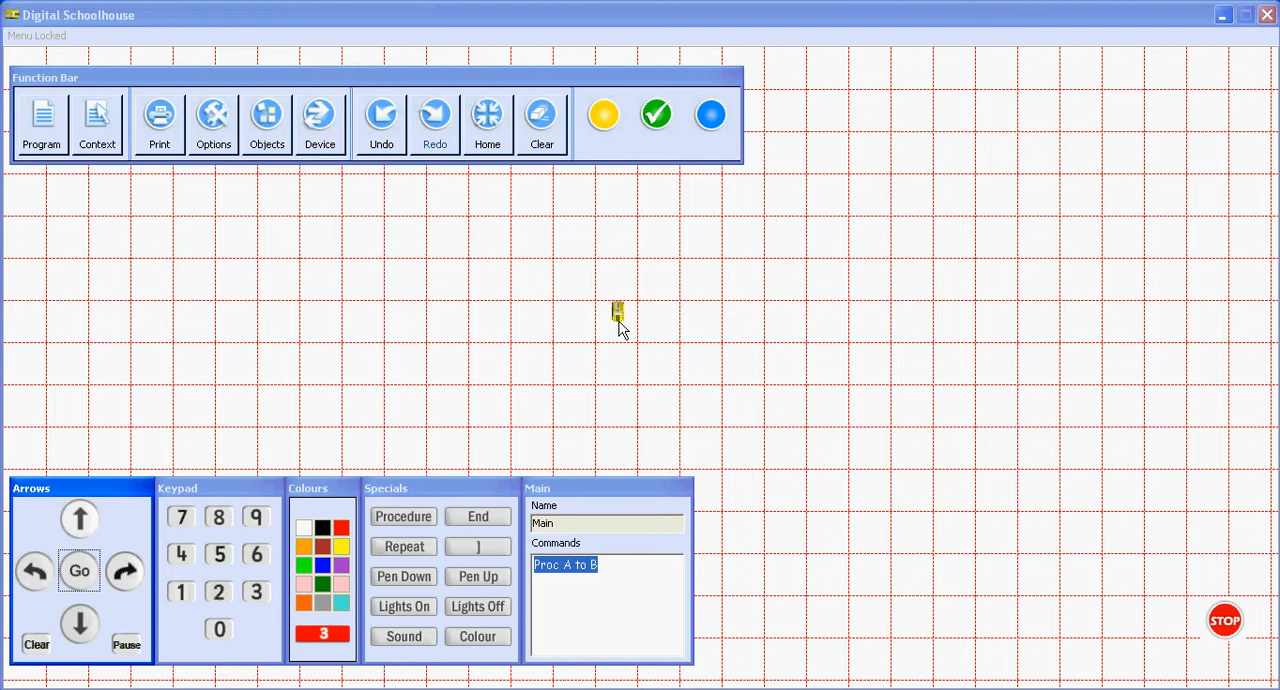 Digital Schoolhouse
Menu Locked
Function Bar
Program Context Print Options Objects Device Undo Redo Home Clear
Arrows
Go
Clear
Pause
Keypad
7 8 9
4 5 6
1 2 3
0
Colours
3
Specials
Procedure End
Repeat ]
Pen Down Pen Up
Lights On Lights Off
Sound Colour
Main
Name
Main
Commands
Proc A to B
STOP